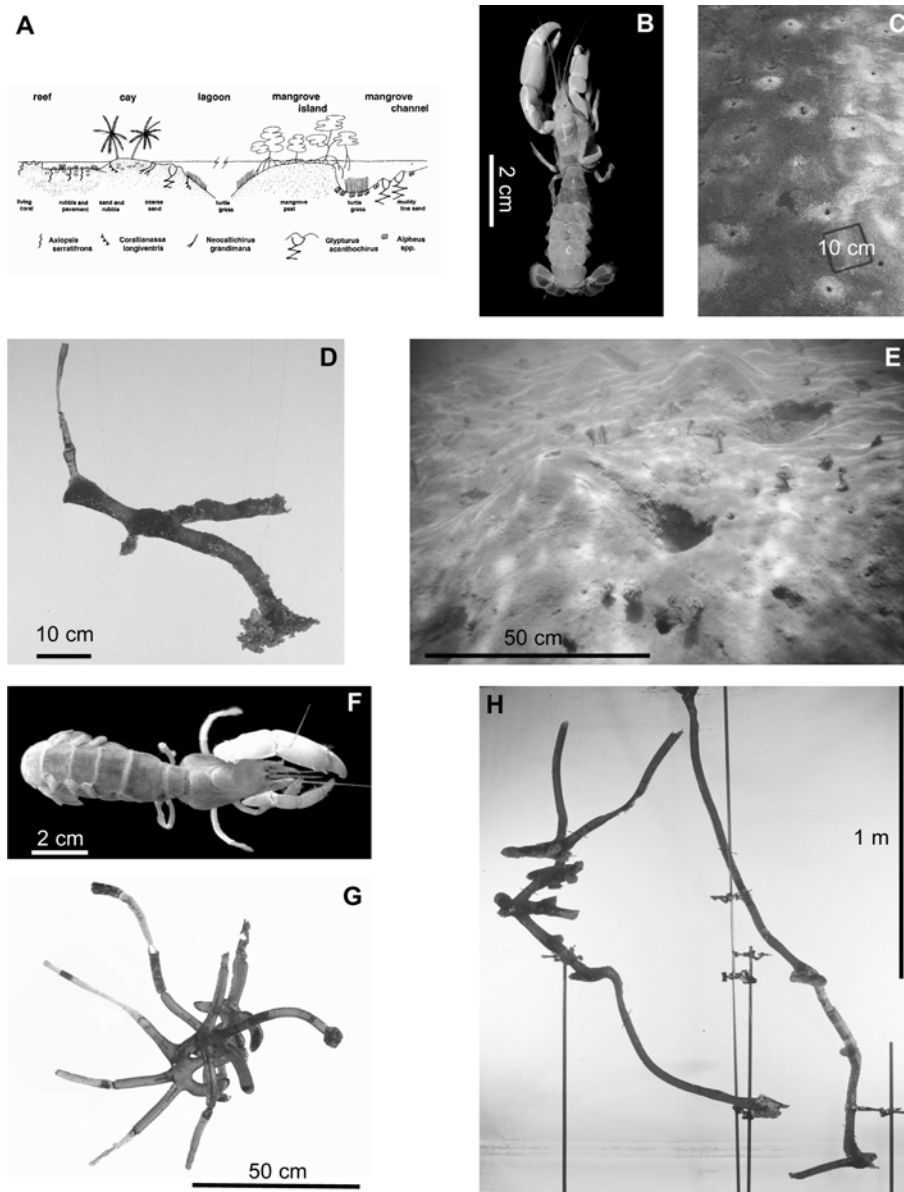 A
reef cay lagoon mangrove island mangrove channel
living coral rubble and pavement sand and rubble coarse sand turtle grass mangrove peat turtle grass muddy fine sand
Axiopsis serratifrons Corallianassa longiventris Neocallichirus grandimana Glypturus acanthochirus Alpheus spp.
B
2 cm
C
10 cm
D
10 cm
E
50 cm
F
2 cm
G
50 cm
H
1 m